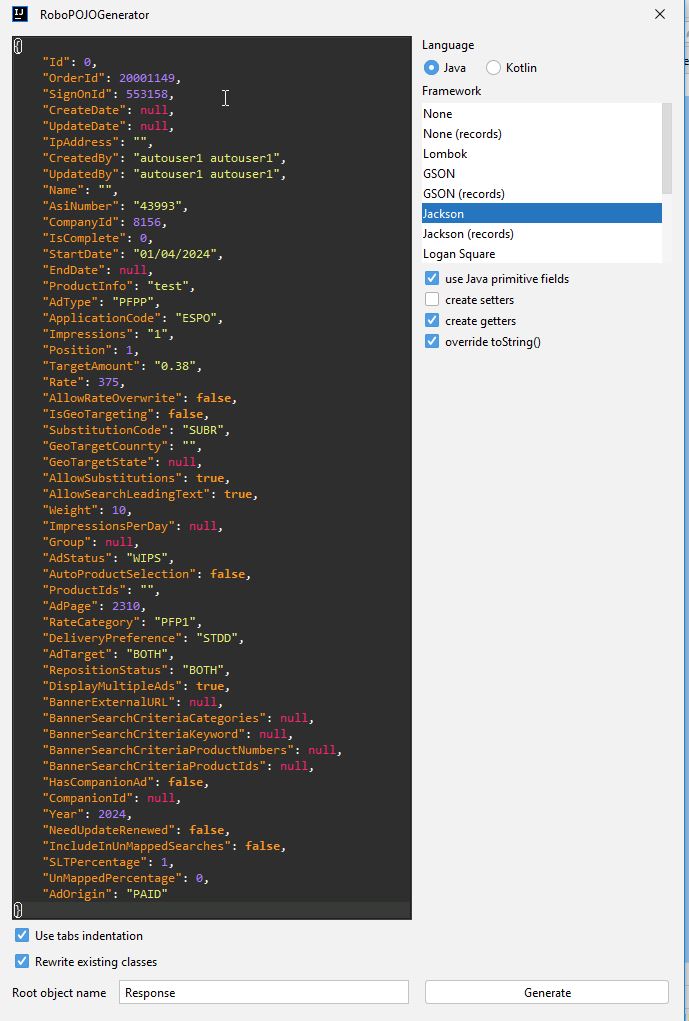 RoboPOJOGenerator
{
"Id": 0,
"OrderId": 20001149,
"SignOnId": 553158,
"CreateDate": null,
"UpdateDate": null,
"IpAddress": "",
"CreatedBy": "autouser1 autouser1",
"UpdatedBy": "autouser1 autouser1",
"Name": "",
"AsiNumber": "43993",
"CompanyId": 8156,
"IsComplete": 0,
"StartDate": "01/04/2024",
"EndDate": null,
"ProductInfo": "test",
"AdType": "PFPP",
"ApplicationCode": "ESPO",
"Impressions": "1",
"Position": 1,
"TargetAmount": "0.38",
"Rate": 375,
"AllowRateOverwrite": false,
"IsGeoTargeting": false,
"SubstitutionCode": "SUBR",
"GeoTargetCounrty": "",
"GeoTargetState": null,
"AllowSubstitutions": true,
"AllowSearchLeadingText": true,
"Weight": 10,
"ImpressionsPerDay": null,
"Group": null,
"AdStatus": "WIPS",
"AutoProductSelection": false,
"ProductIds": "",
"AdPage": 2310,
"RateCategory": "PFP1",
"DeliveryPreference": "STDD",
"AdTarget": "BOTH",
"RepositionStatus": "BOTH",
"DisplayMultipleAds": true,
"BannerExternalURL": null,
"BannerSearchCriteriaCategories": null,
"BannerSearchCriteriaKeyword": null,
"BannerSearchCriteriaProductNumbers": null,
"BannerSearchCriteriaProductIds": null,
"HasCompanionAd": false,
"CompanionId": null,
"Year": 2024,
"NeedUpdateRenewed": false,
"IncludeInUnMappedSearches": false,
"SLTPercentage": 1,
"UnMappedPercentage": 0,
"AdOrigin": "PAID"
}
Language
Java Kotlin
Framework
None
None (records)
Lombok
GSON
GSON (records)
Jackson
Jackson (records)
Logan Square
use Java primitive fields
create setters
create getters
override toString()
Use tabs indentation
Rewrite existing classes
Root object name Response Generate